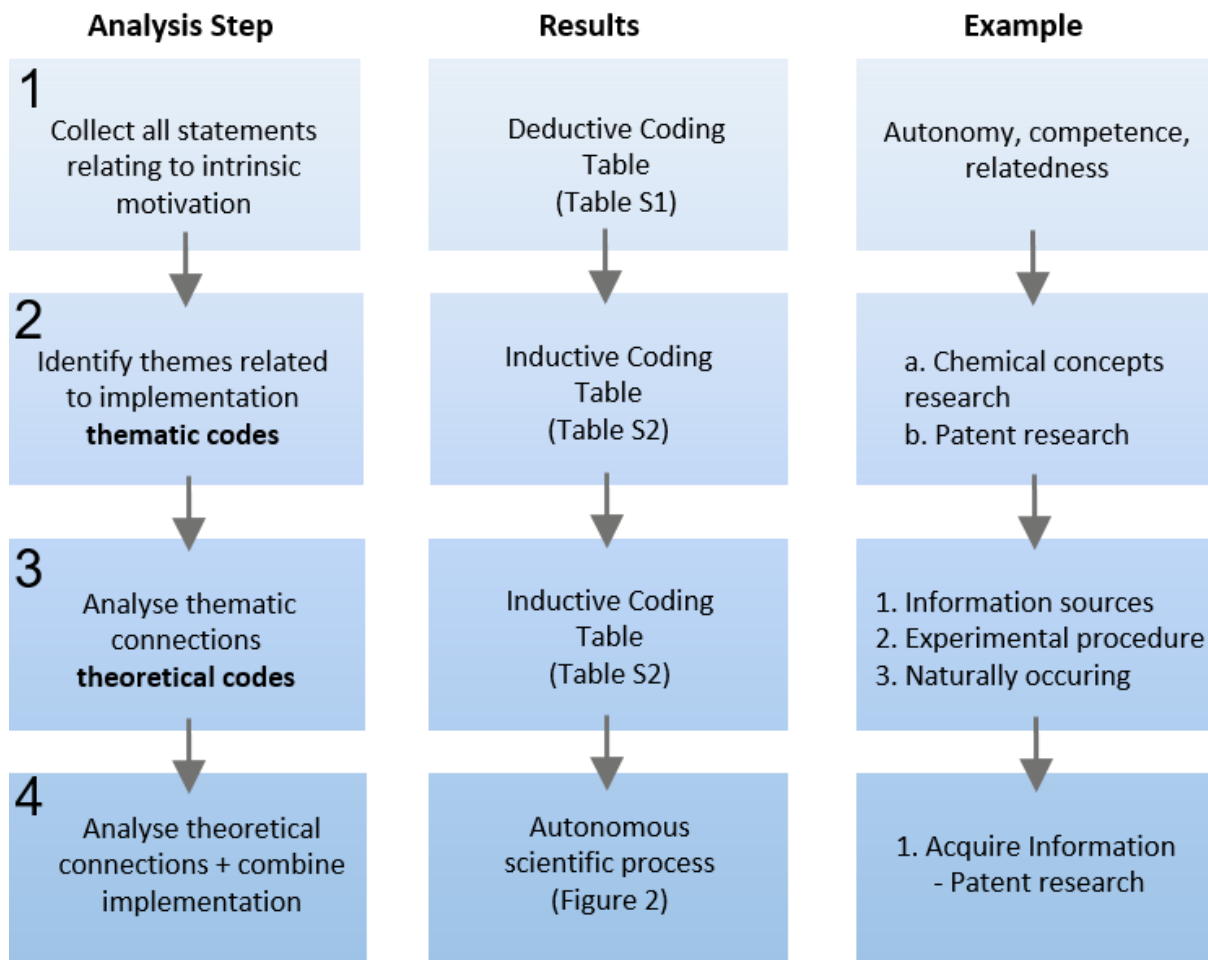 Analysis Step
Results
Example
1
Collect all statements
relating to intrinsic
motivation
Deductive Coding
Table
(Table S1)
Autonomy, competence,
relatedness
2
Identify themes related
to implementation
thematic codes
Inductive Coding
Table
(Table S2)
a. Chemical concepts
research
b. Patent research
3
Analyse thematic
connections
theoretical codes
Inductive Coding
Table
(Table S2)
1. Information sources
2. Experimental procedure
3. Naturally occuring
4
Analyse theoretical
connections + combine
implementation
Autonomous
scientific process
(Figure 2)
1. Acquire Information
- Patent research